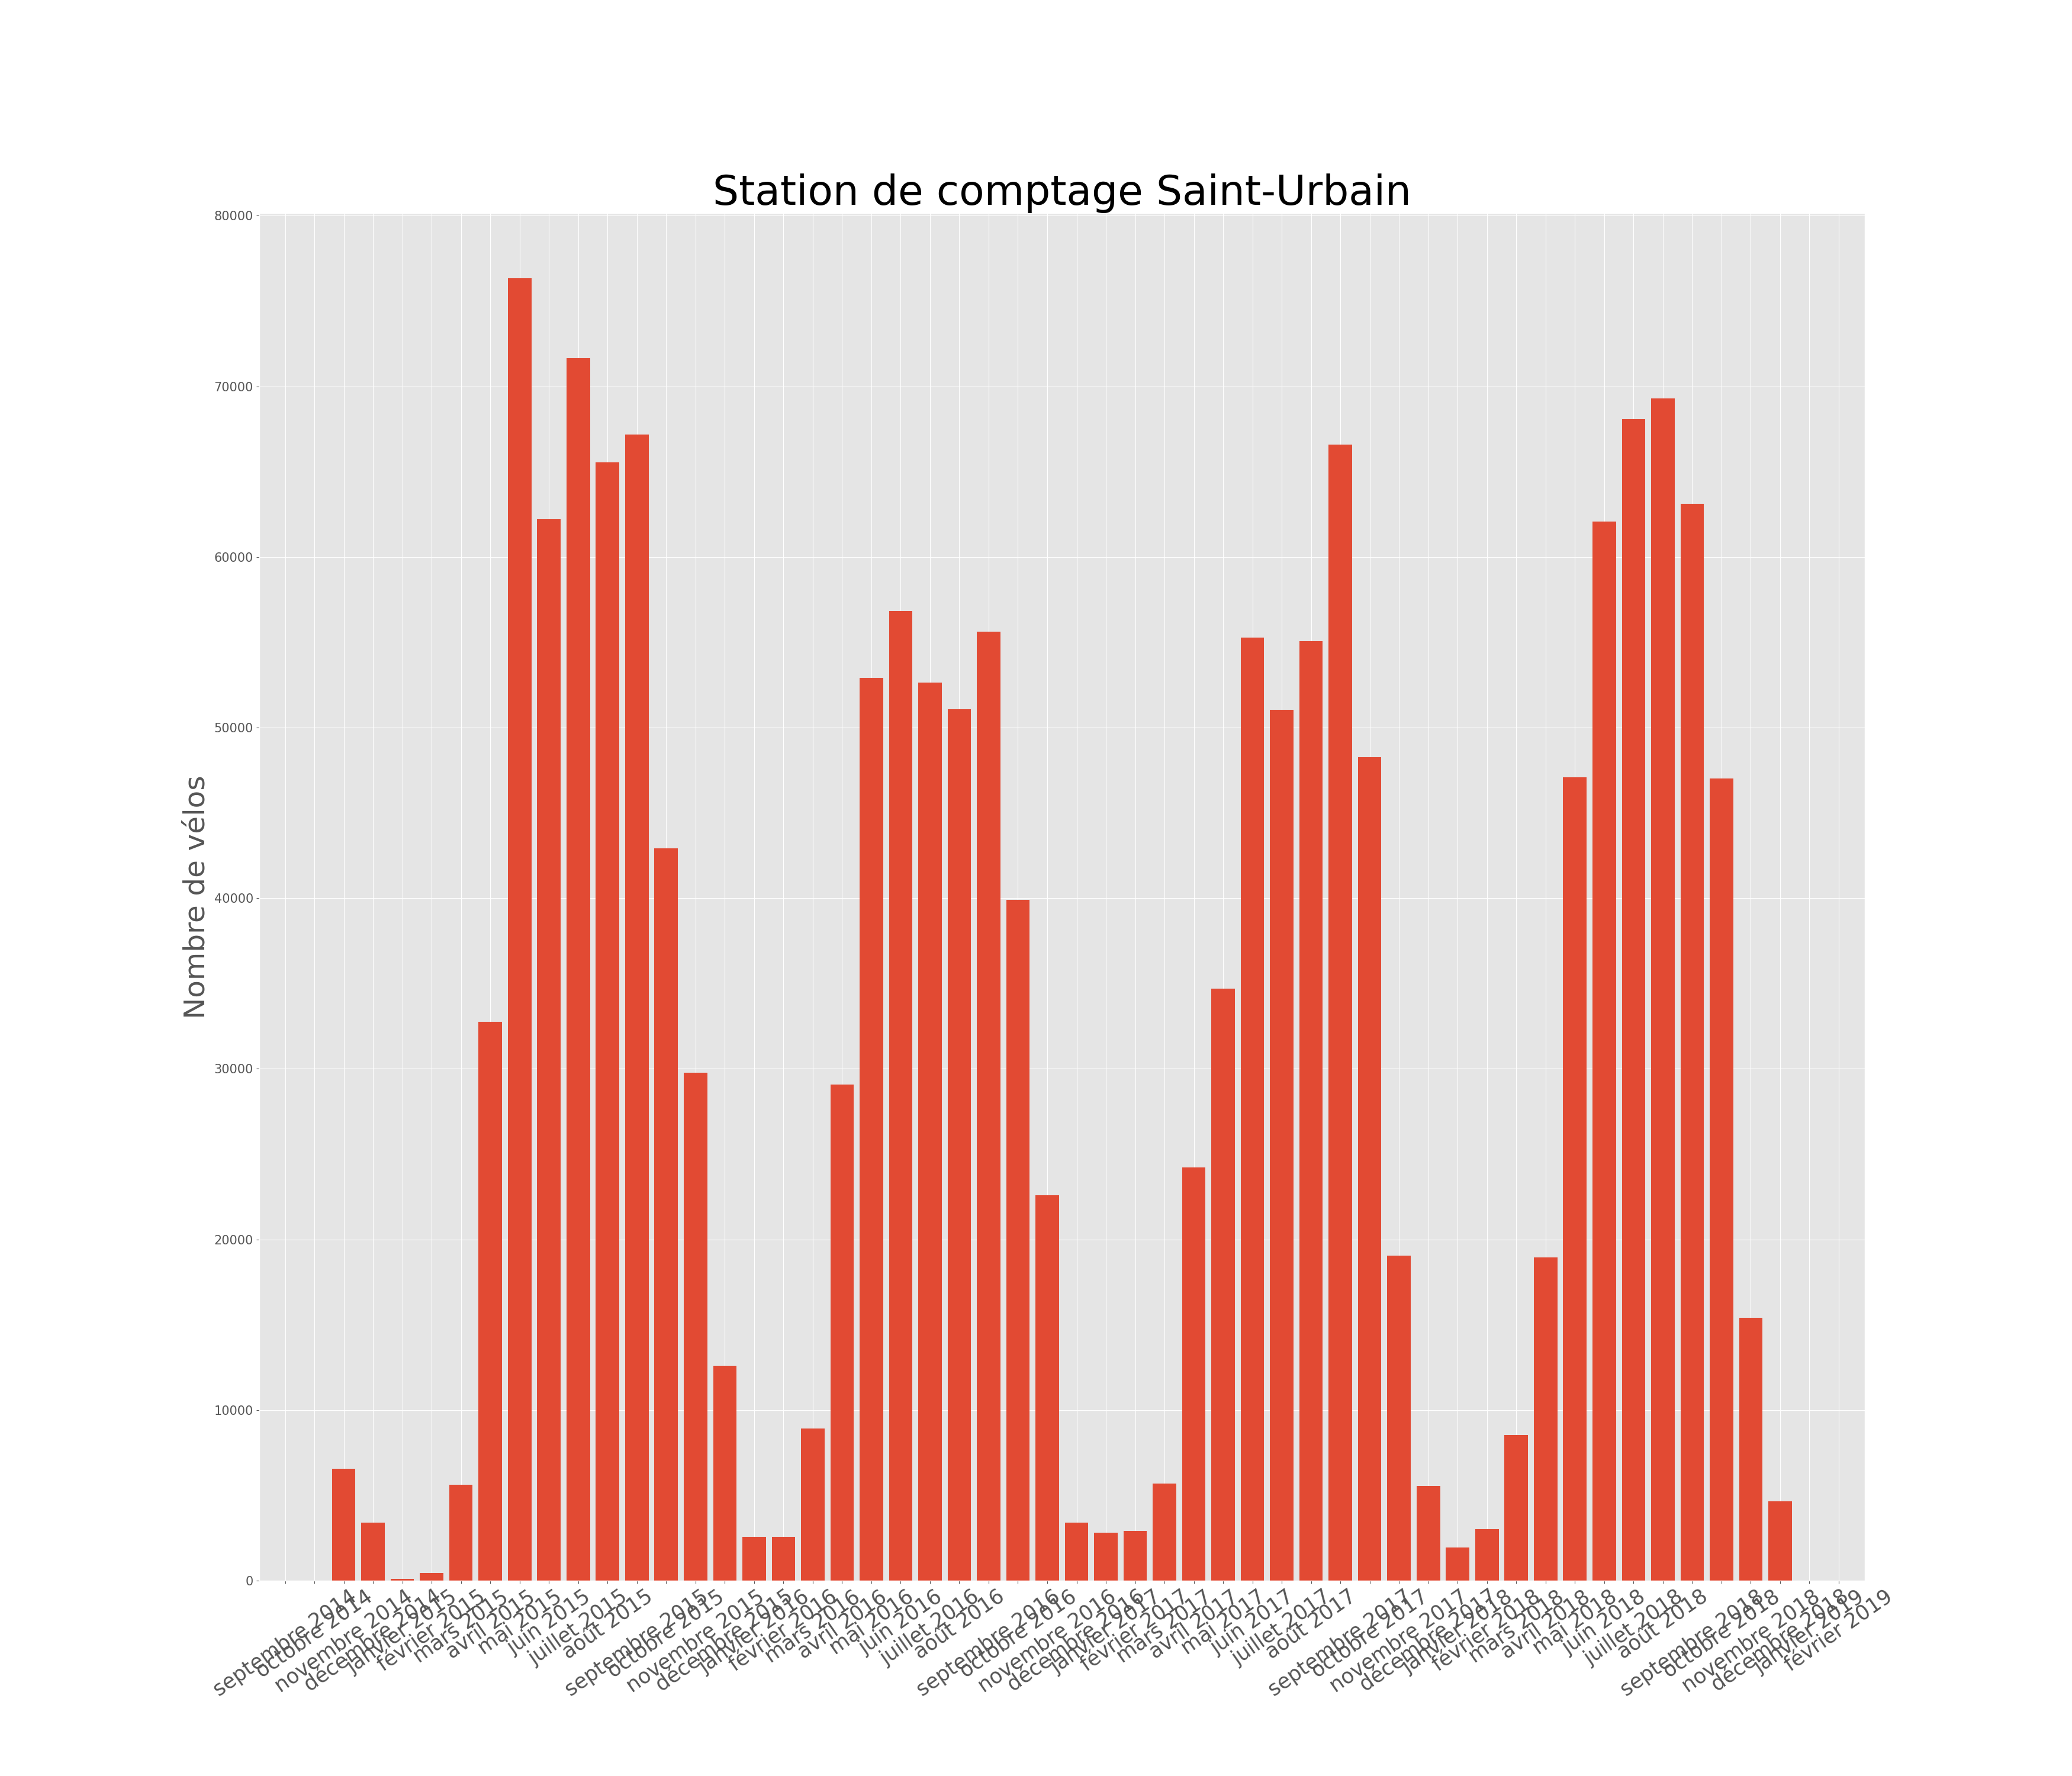 Station de comptage Saint-Urbain
Nombre de vélos
80000
70000
60000
50000
40000
30000
20000
10000
0
septembre 2014
octobre 2014
novembre 2014
décembre 2014
janvier 2015
février 2015
mars 2015
avril 2015
mai 2015
juin 2015
juillet 2015
août 2015
septembre 2015
octobre 2015
novembre 2015
décembre 2015
janvier 2016
février 2016
mars 2016
avril 2016
mai 2016
juin 2016
juillet 2016
août 2016
septembre 2016
octobre 2016
novembre 2016
décembre 2016
janvier 2017
février 2017
mars 2017
avril 2017
mai 2017
juin 2017
juillet 2017
août 2017
septembre 2017
octobre 2017
novembre 2017
décembre 2017
janvier 2018
février 2018
mars 2018
avril 2018
mai 2018
juin 2018
juillet 2018
août 2018
septembre 2018
octobre 2018
novembre 2018
décembre 2018
janvier 2019
février 2019